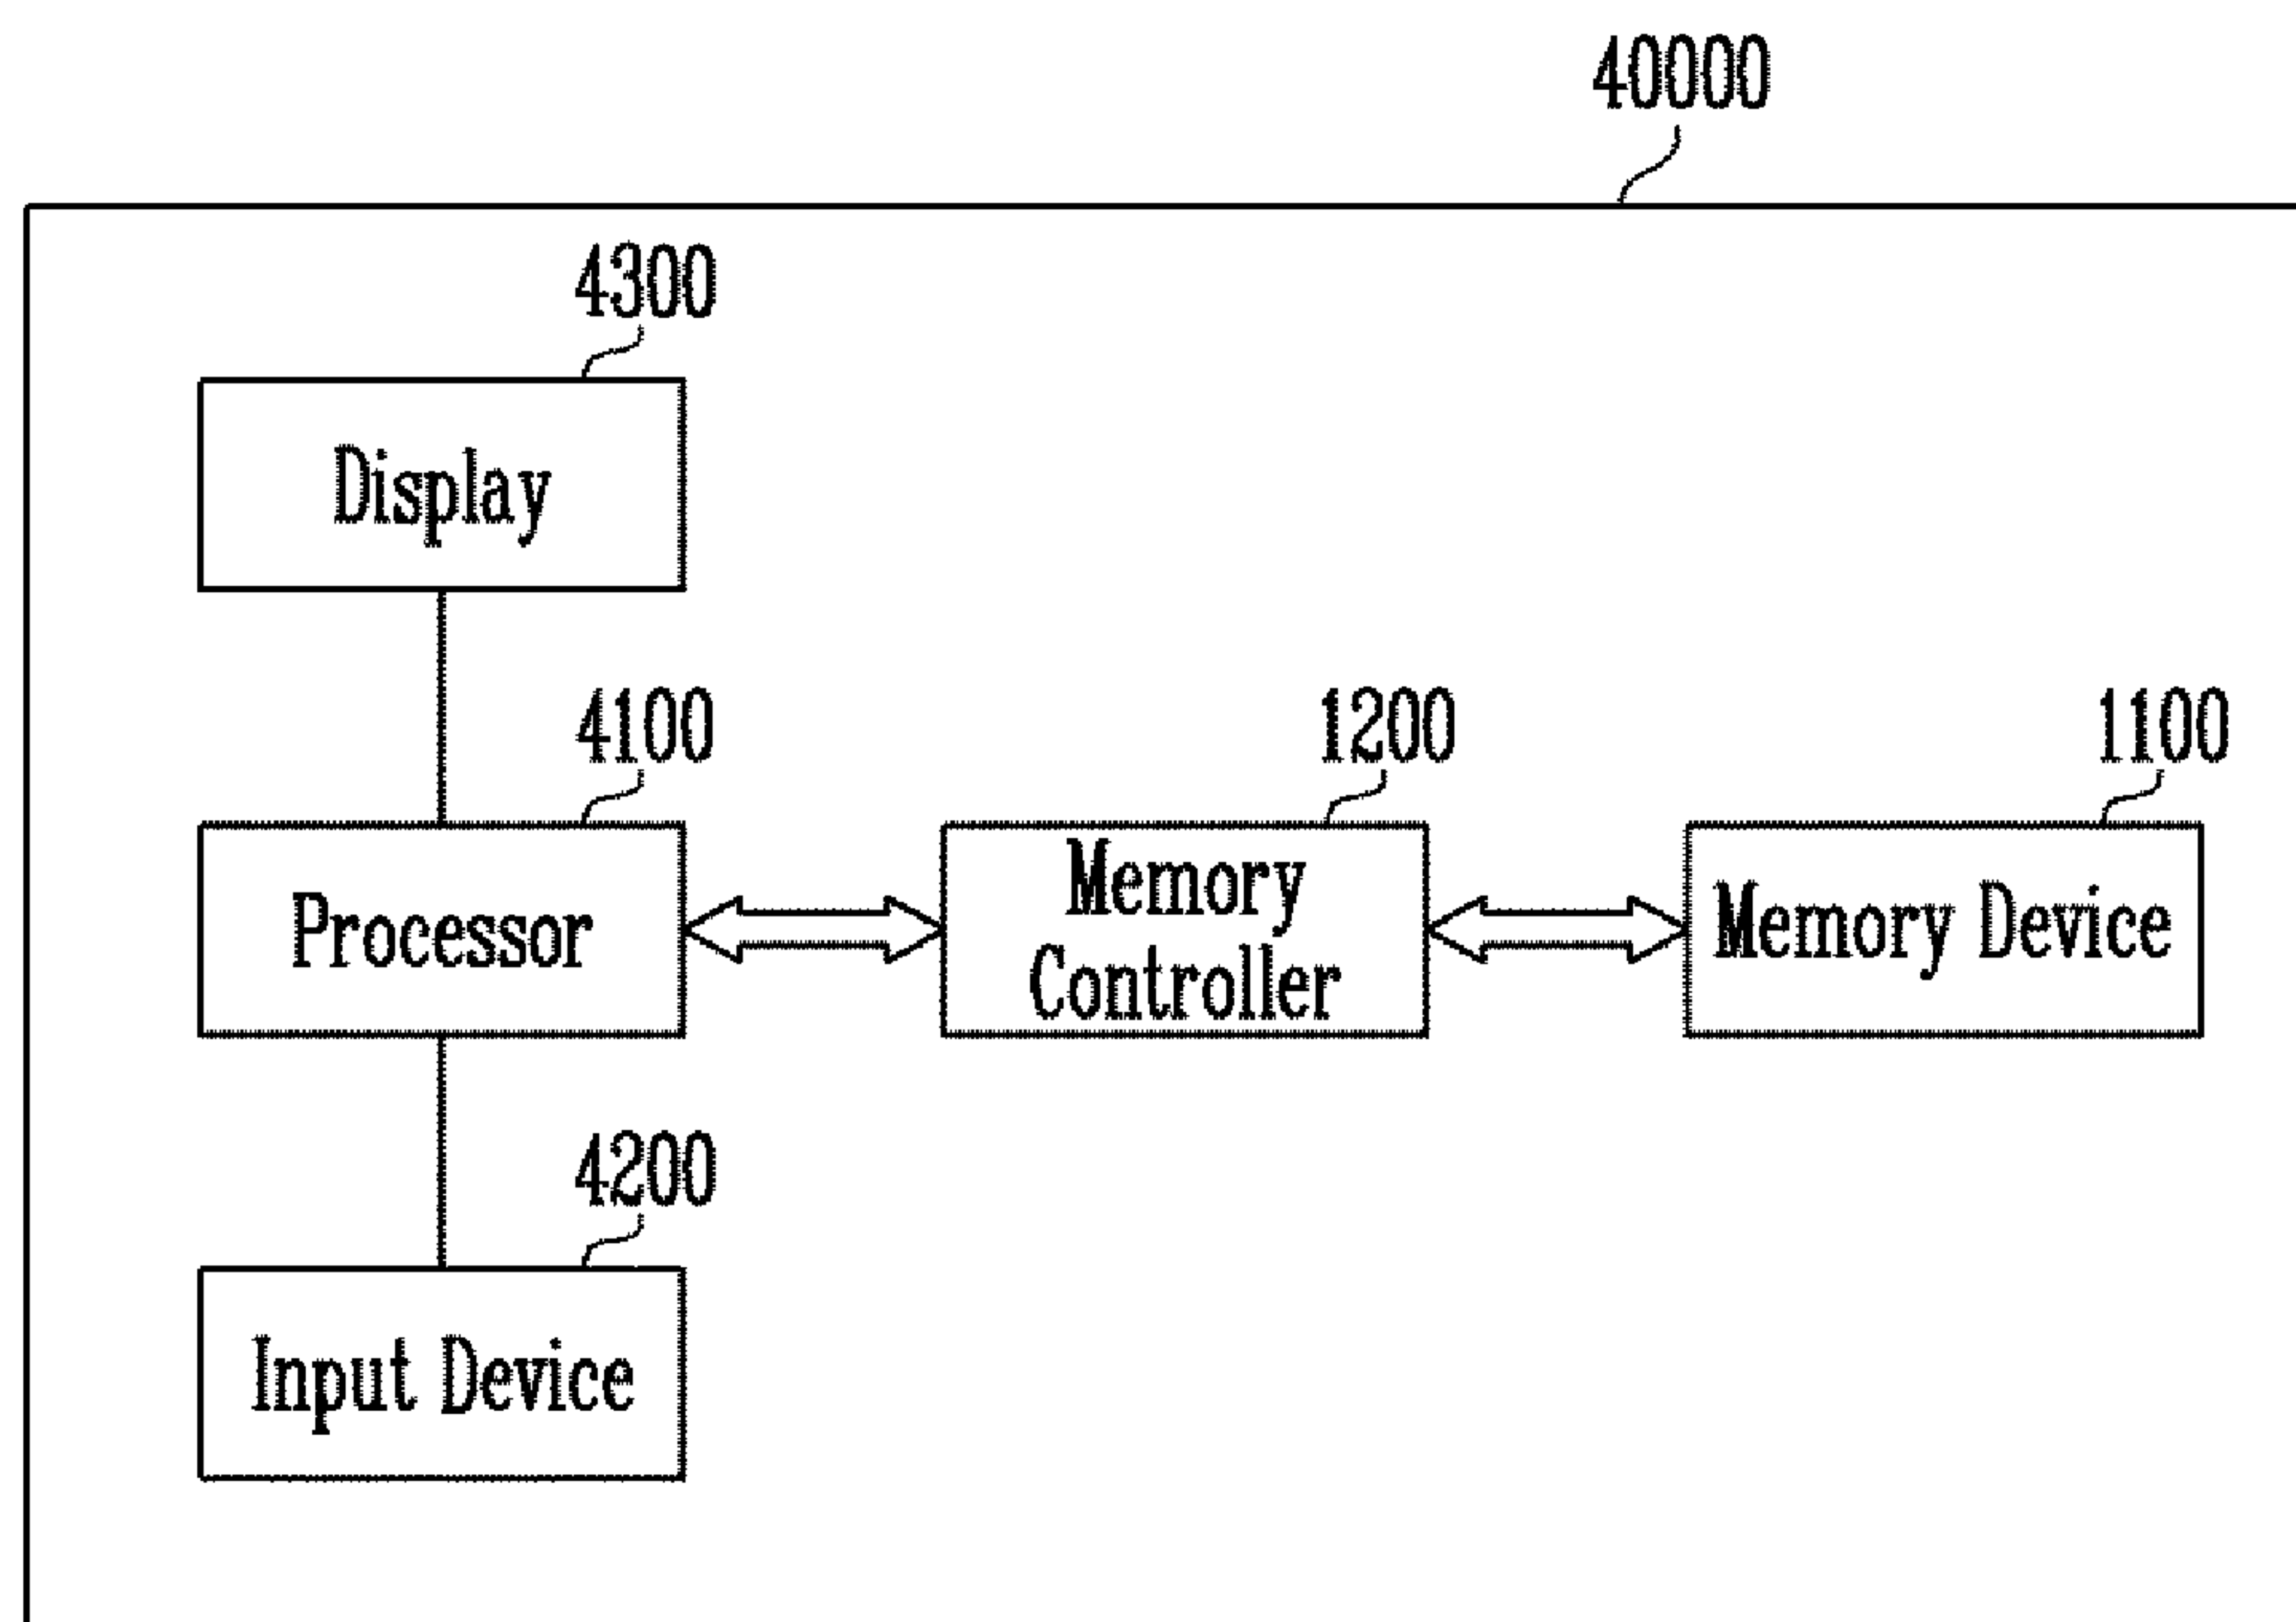 40000
4300
Display
4100
1200
1100
Processor
Memory
Controller
Memory Device
4200
Input Device